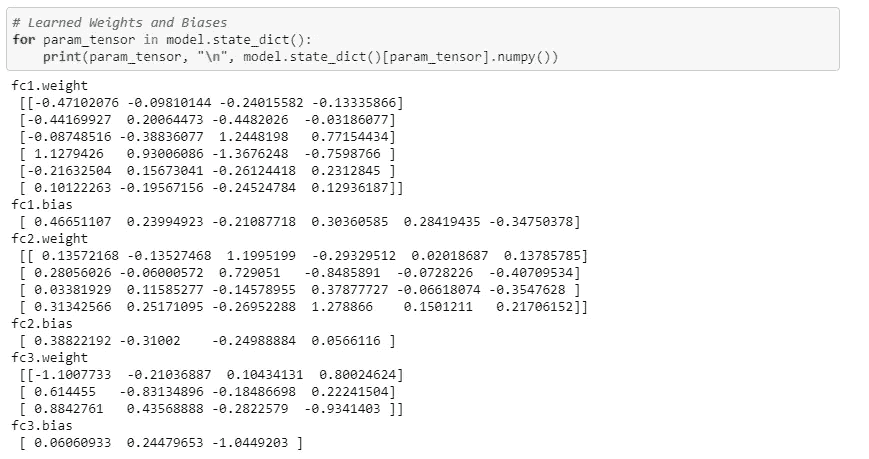 # Learned Weights and Biases
for param_tensor in model.state_dict():
    print(param_tensor, "\n", model.state_dict()[param_tensor].numpy())
fc1.weight
 [[-0.47102076 -0.09810144 -0.24015582 -0.13335866]
 [-0.44169927  0.20064473 -0.4482026  -0.03186077]
 [-0.08748516 -0.38836077  1.2448198   0.77154434]
 [ 1.1279426   0.93006086 -1.3676248  -0.7598766 ]
 [-0.21632504  0.15673041 -0.26124418  0.2312845 ]
 [ 0.10122263 -0.19567156 -0.24524784  0.12936187]]
fc1.bias
 [ 0.46651107  0.23994923 -0.21087718  0.30360585  0.28419435 -0.34750378]
fc2.weight
 [[ 0.13572168 -0.13527468  1.1995199  -0.29329512  0.02018687  0.13785785]
 [ 0.28056026 -0.06000572  0.729051   -0.8485891  -0.0728226  -0.40709534]
 [ 0.03381929  0.11585277 -0.14578955  0.37877727 -0.06618074 -0.3547628 ]
 [ 0.31342566  0.25171095 -0.26952288  1.278866    0.1501211   0.21706152]]
fc2.bias
 [ 0.38822192 -0.31002    -0.24988884  0.0566116 ]
fc3.weight
 [[-1.1007733  -0.21036887  0.10434131  0.80024624]
 [ 0.614455   -0.83134896 -0.18486698  0.22241504]
 [ 0.8842761   0.43568888 -0.2822579  -0.9341403 ]]
fc3.bias
 [ 0.06060933  0.24479653 -1.0449203 ]